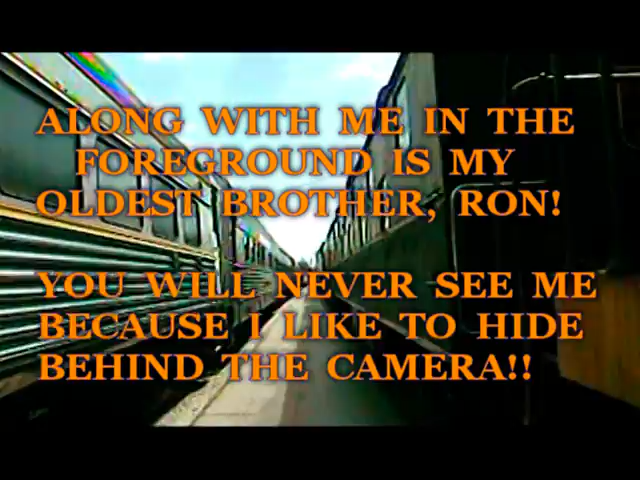 ALONG WITH ME IN THE
FOREGROUND IS MY
OLDEST BROTHER, RON!
YOU WILL NEVER SEE ME
BECAUSE I LIKE TO HIDE
BEHIND THE CAMERA!!